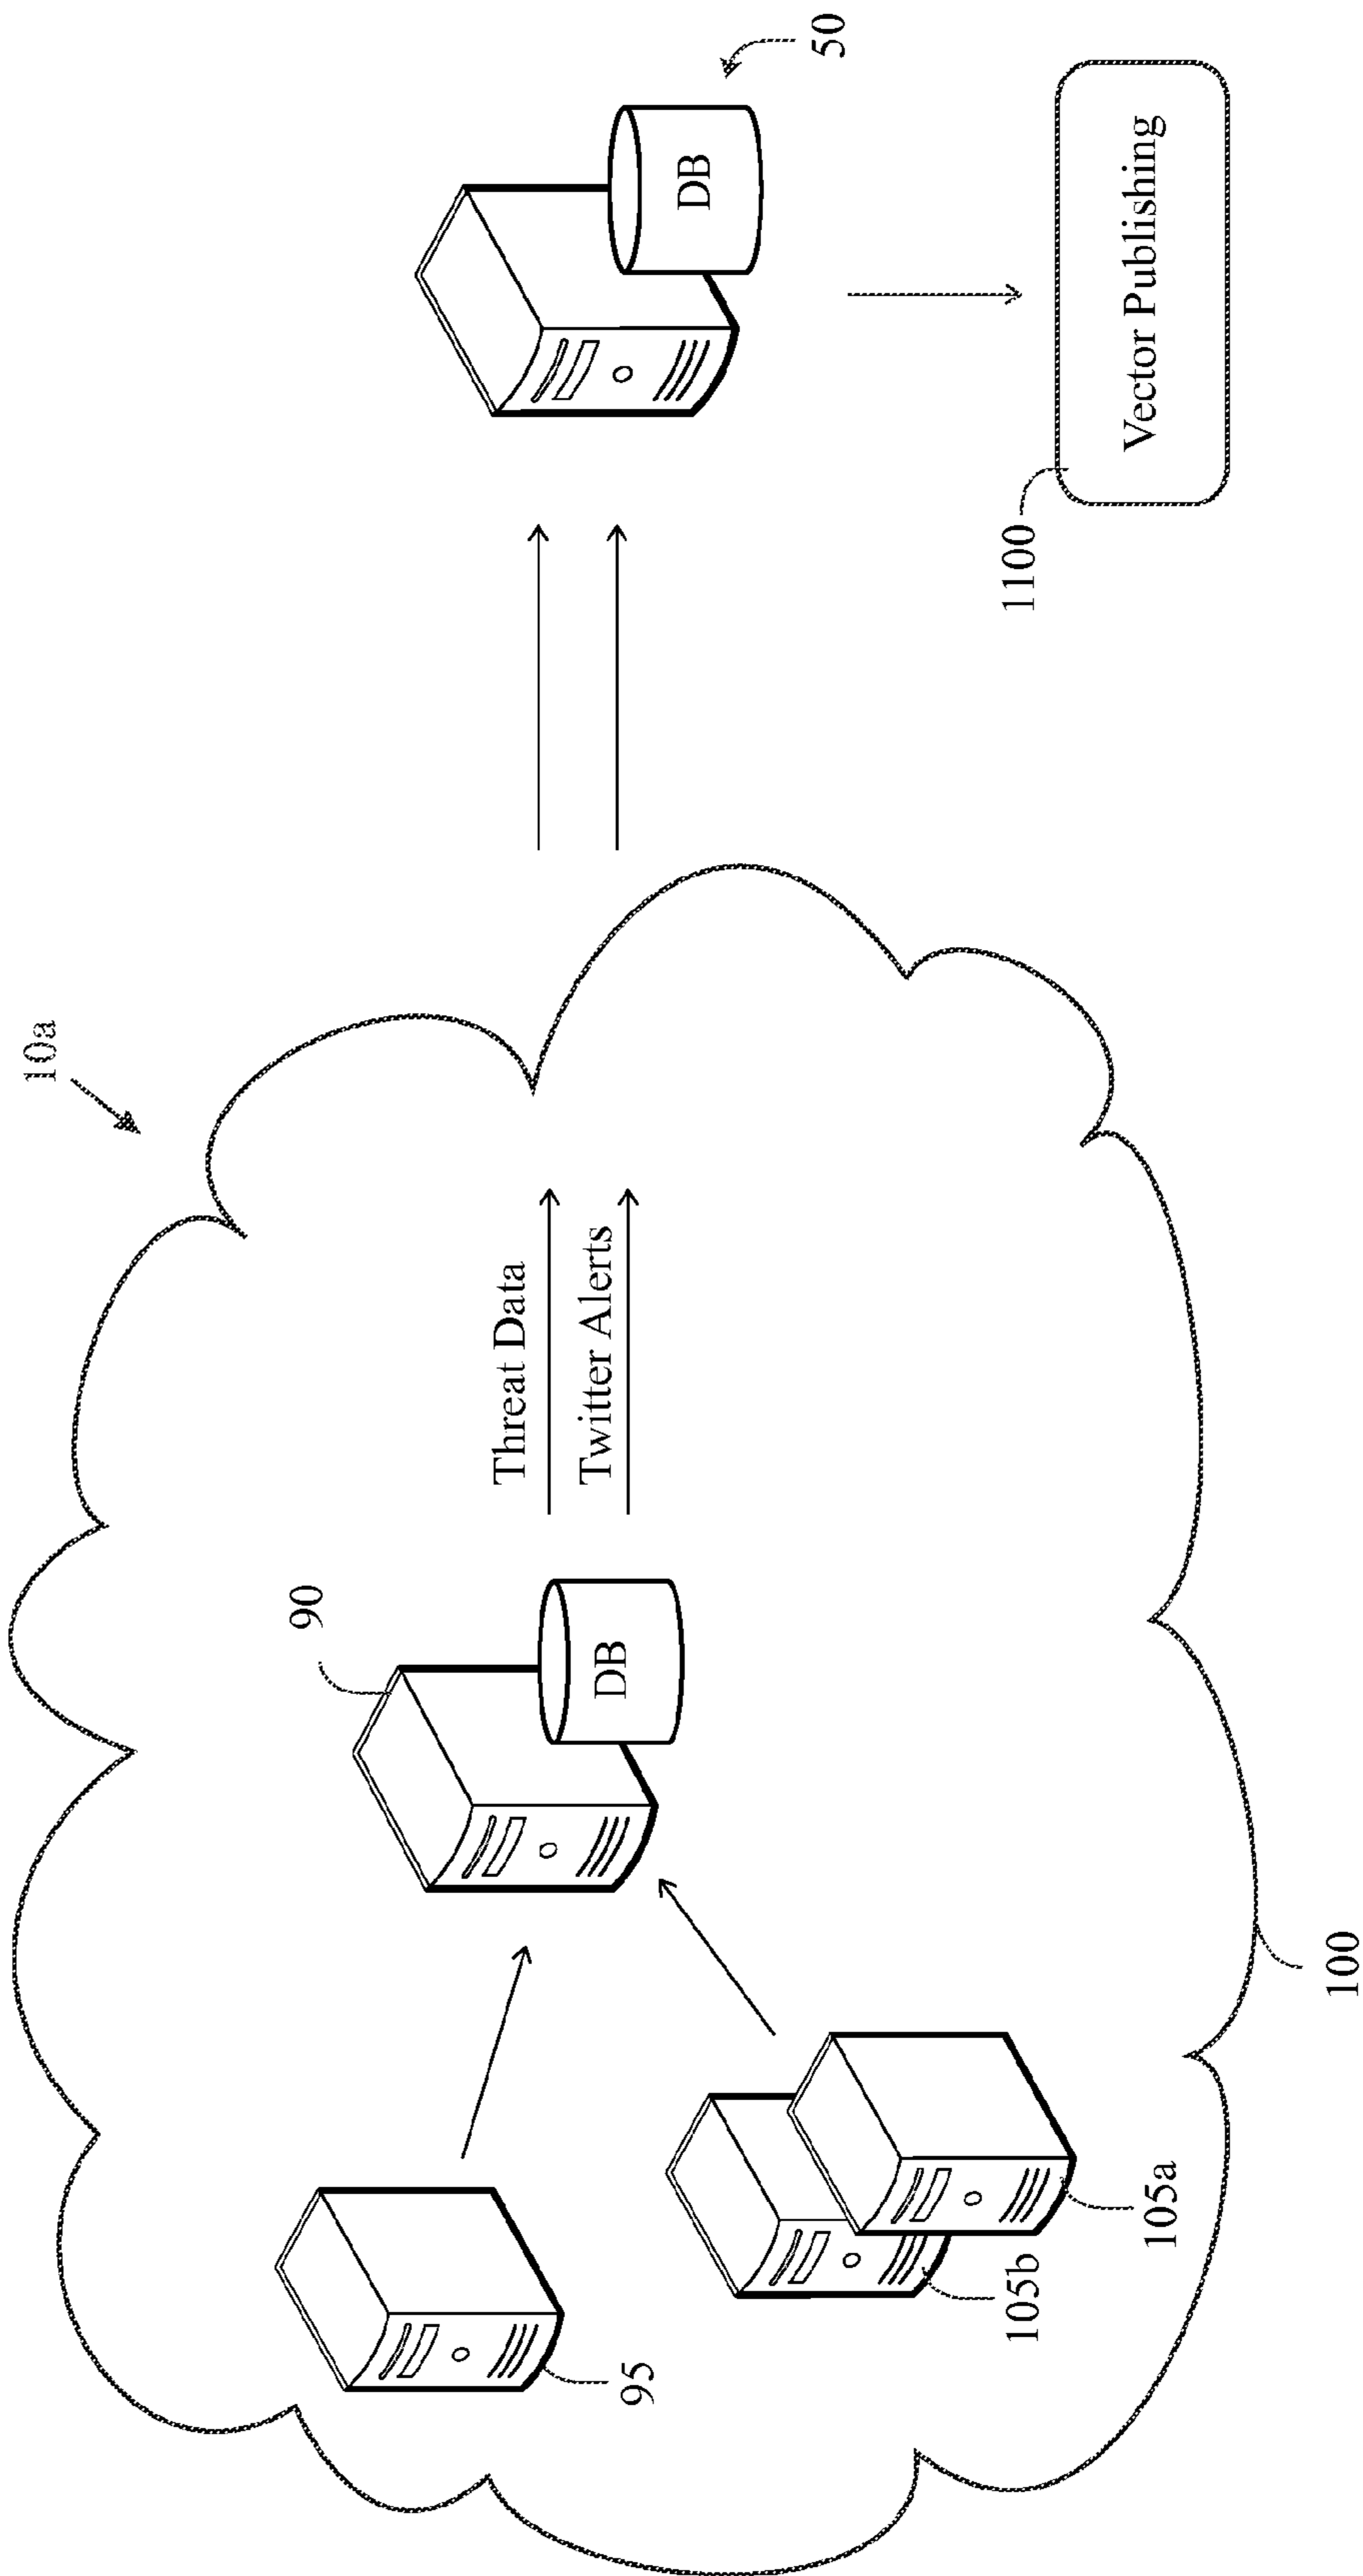 10a
50
DB
90
Threat Data
Twitter Alerts
DB
1100
Vector Publishing
95
105b
105a
100